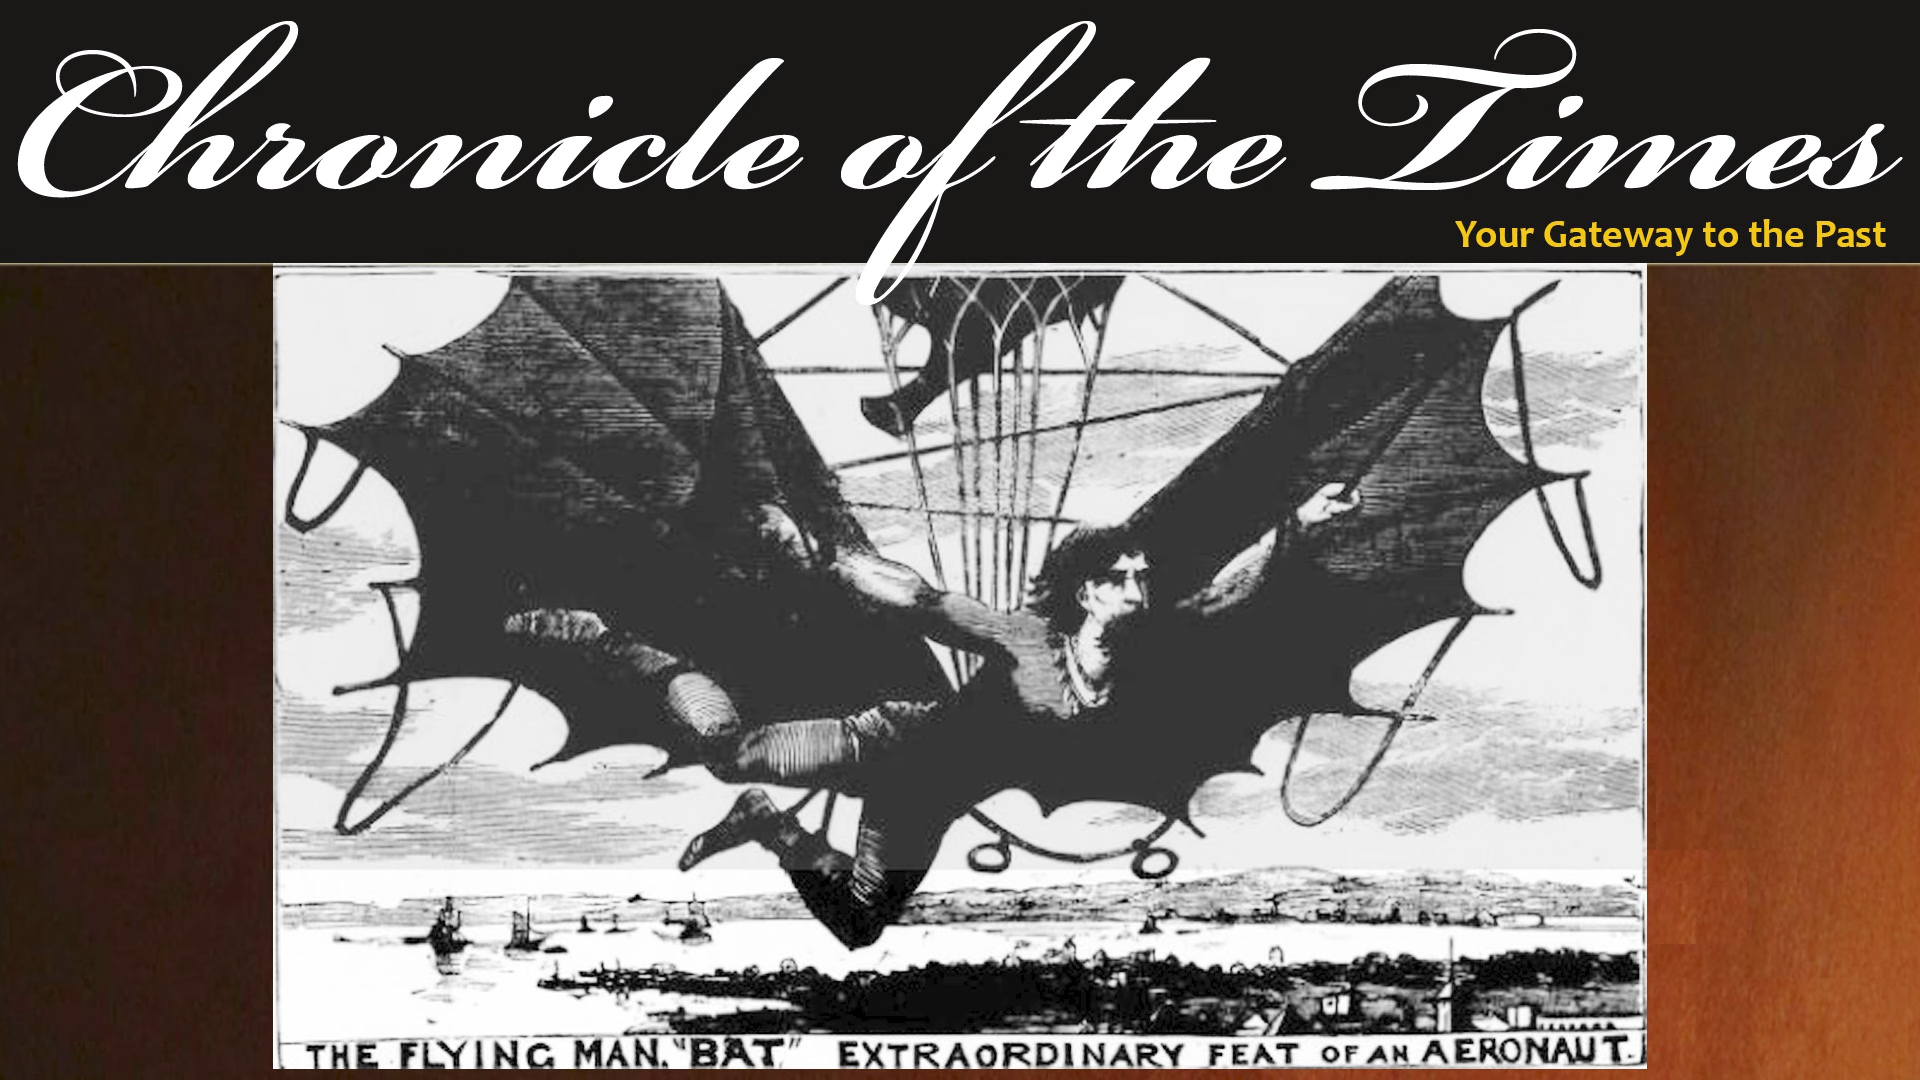 Chronicle of the Times
Your Gateway to the Past
THE FLYING MAN. "BAT" EXTRAORDINARY FEAT OF AN AERONAUT.